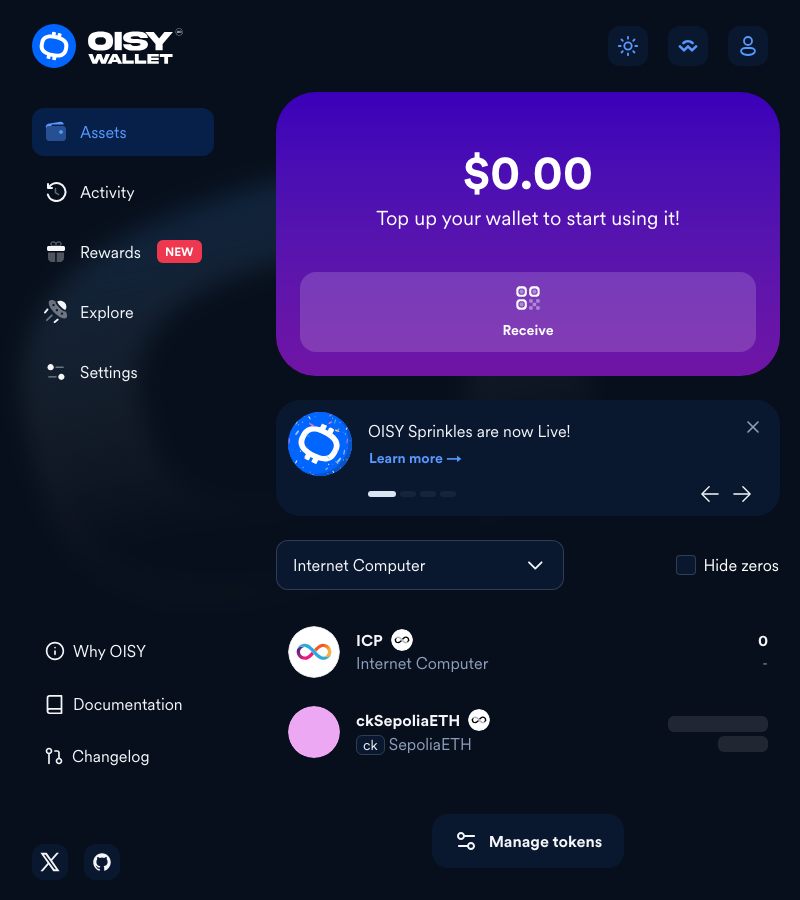 OISY
WALLET
Assets
Activity
Rewards NEW
Explore
Settings
Why OISY
Documentation
Changelog
$0.00
Top up your wallet to start using it!
Receive
OISY Sprinkles are now Live!
Learn more →
Internet Computer
Hide zeros
ICP
0
Internet Computer
-
ckSepoliaETH
ck SepoliaETH
Manage tokens